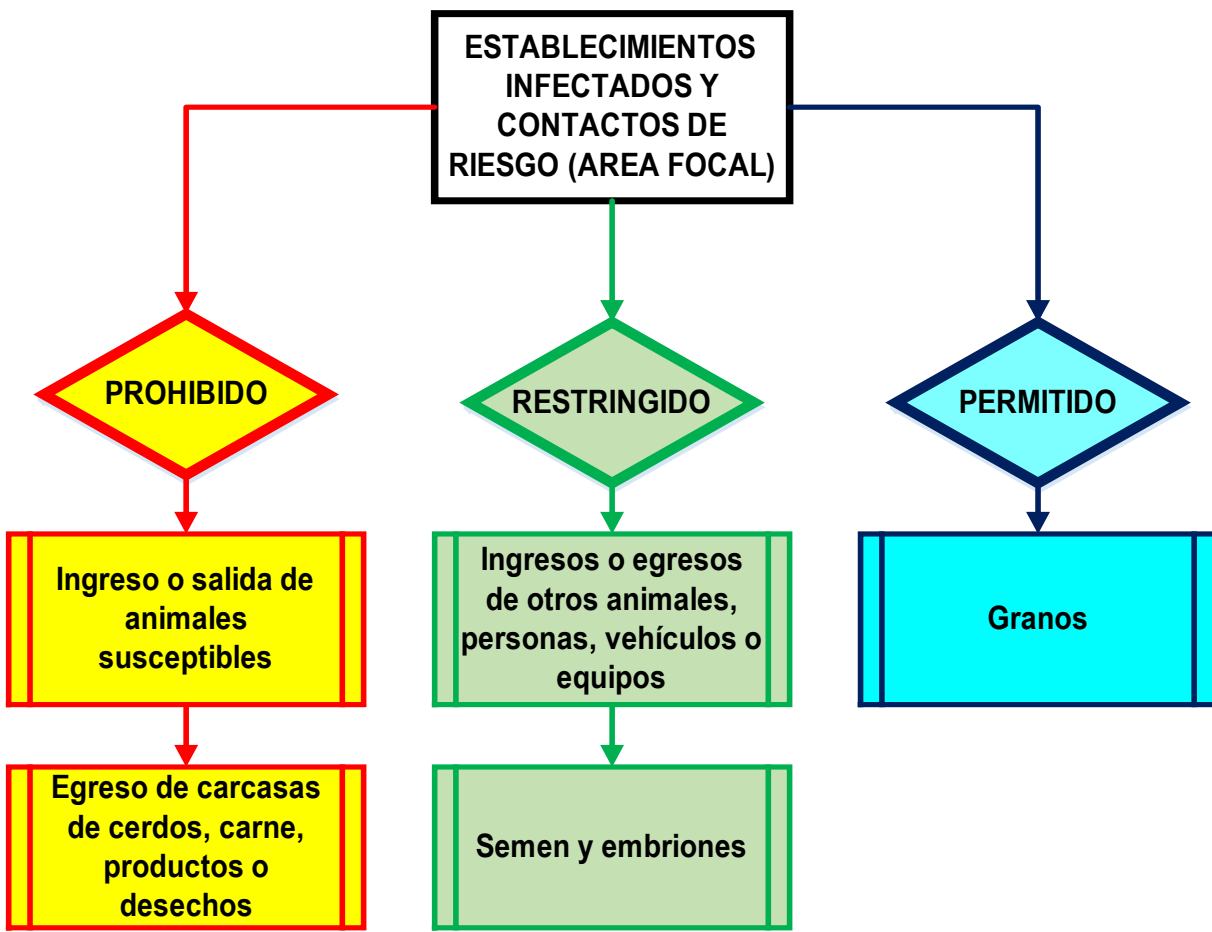 ESTABLECIMIENTOS
INFECTADOS Y
CONTACTOS DE
RIESGO (AREA FOCAL)
PROHIBIDO
RESTRINGIDO
PERMITIDO
Ingreso o salida de
animales
susceptibles
Ingresos o egresos
de otros animales,
personas, vehículos o
equipos
Granos
Egreso de carcasas
de cerdos, carne,
productos o
desechos
Semen y embriones